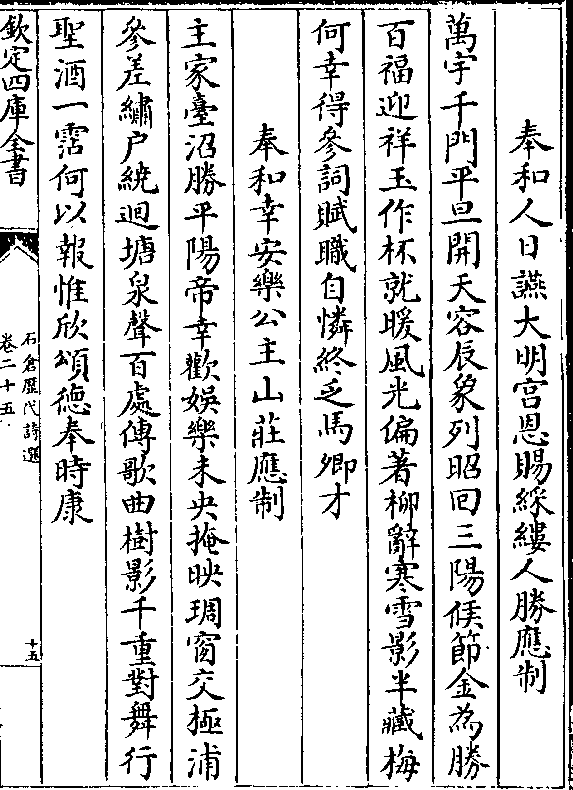 奉和人日讌大明宮恩賜綵縷人勝應制
萬宇千門平旦開天容辰象列昭回三陽候節金為勝
百福迎祥玉作杯就暖風光偏著柳辭寒雪影半藏梅
何幸得參詞賦職自憐終乏馬卿才
奉和幸安樂公主山莊應制
主家臺沼勝平陽帝幸歡娛樂未央掩映琱窗交極浦
參差繡户繞迴塘泉聲百處傳歌曲樹影千重對舞行
聖酒一霑何以報惟欣頌德奉時康
欽定四庫全書
石倉歷代詩選
卷二十五
十五